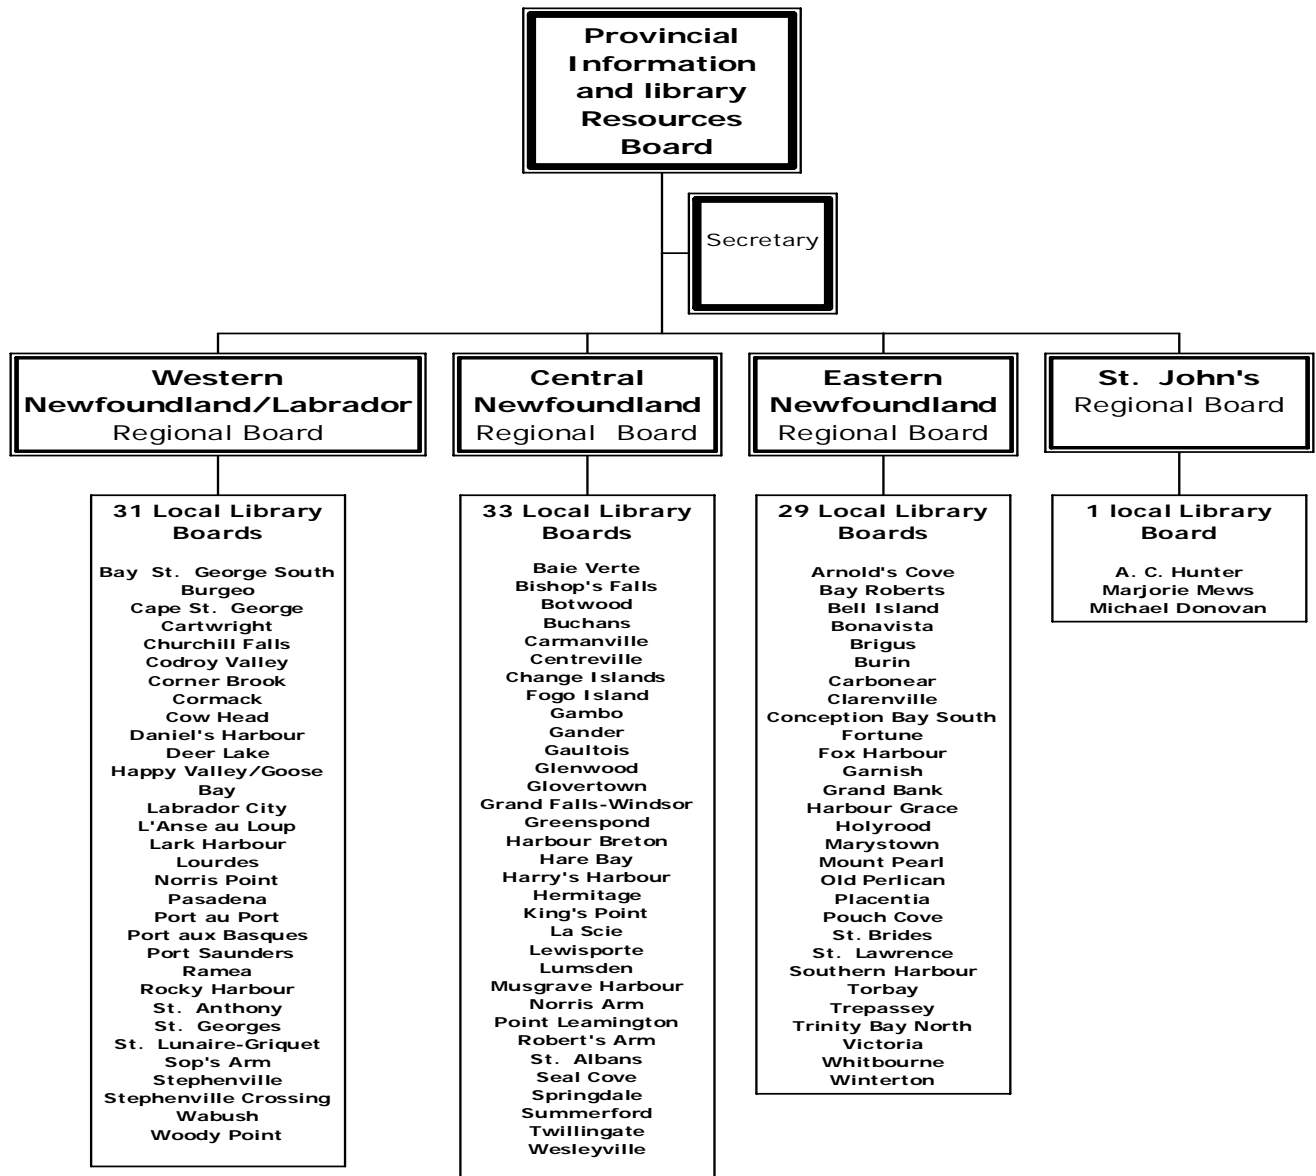 Provincial
Information
and library
Resources
Board
Secretary
Western
Newfoundland/Labrador
Regional Board
Central
Newfoundland
Regional Board
Eastern
Newfoundland
Regional Board
St. John's
Regional Board
31 Local Library
Boards
Bay St. George South
Burgeo
Cape St. George
Cartwright
Churchill Falls
Codroy Valley
Corner Brook
Cormack
Cow Head
Daniel's Harbour
Deer Lake
Happy Valley/Goose
Bay
Labrador City
L'Anse au Loup
Lark Harbour
Lourdes
Norris Point
Pasadena
Port au Port
Port aux Basques
Port Saunders
Ramea
Rocky Harbour
St. Anthony
St. Georges
St. Lunaire-Griquet
Sop's Arm
Stephenville
Stephenville Crossing
Wabush
Woody Point
33 Local Library
Boards
Baie Verte
Bishop's Falls
Botwood
Buchans
Carmanville
Centreville
Change Islands
Fogo Island
Gambo
Gander
Gaultois
Glenwood
Glovertown
Grand Falls-Windsor
Greenspond
Harbour Breton
Hare Bay
Harry's Harbour
Hermitage
King's Point
La Scie
Lewisporte
Lumsden
Musgrave Harbour
Norris Arm
Point Leamington
Robert's Arm
St. Albans
Seal Cove
Springdale
Summerford
Twillingate
Wesleyville
29 Local Library
Boards
Arnold's Cove
Bay Roberts
Bell Island
Bonavista
Brigus
Burin
Carbonear
Clarenville
Conception Bay South
Fortune
Fox Harbour
Garnish
Grand Bank
Harbour Grace
Holyrood
Marystown
Mount Pearl
Old Perlican
Placentia
Pouch Cove
St. Brides
St. Lawrence
Southern Harbour
Torbay
Trepassey
Trinity Bay North
Victoria
Whitbourne
Winterton
1 local Library
Board
A. C. Hunter
Marjorie Mews
Michael Donovan